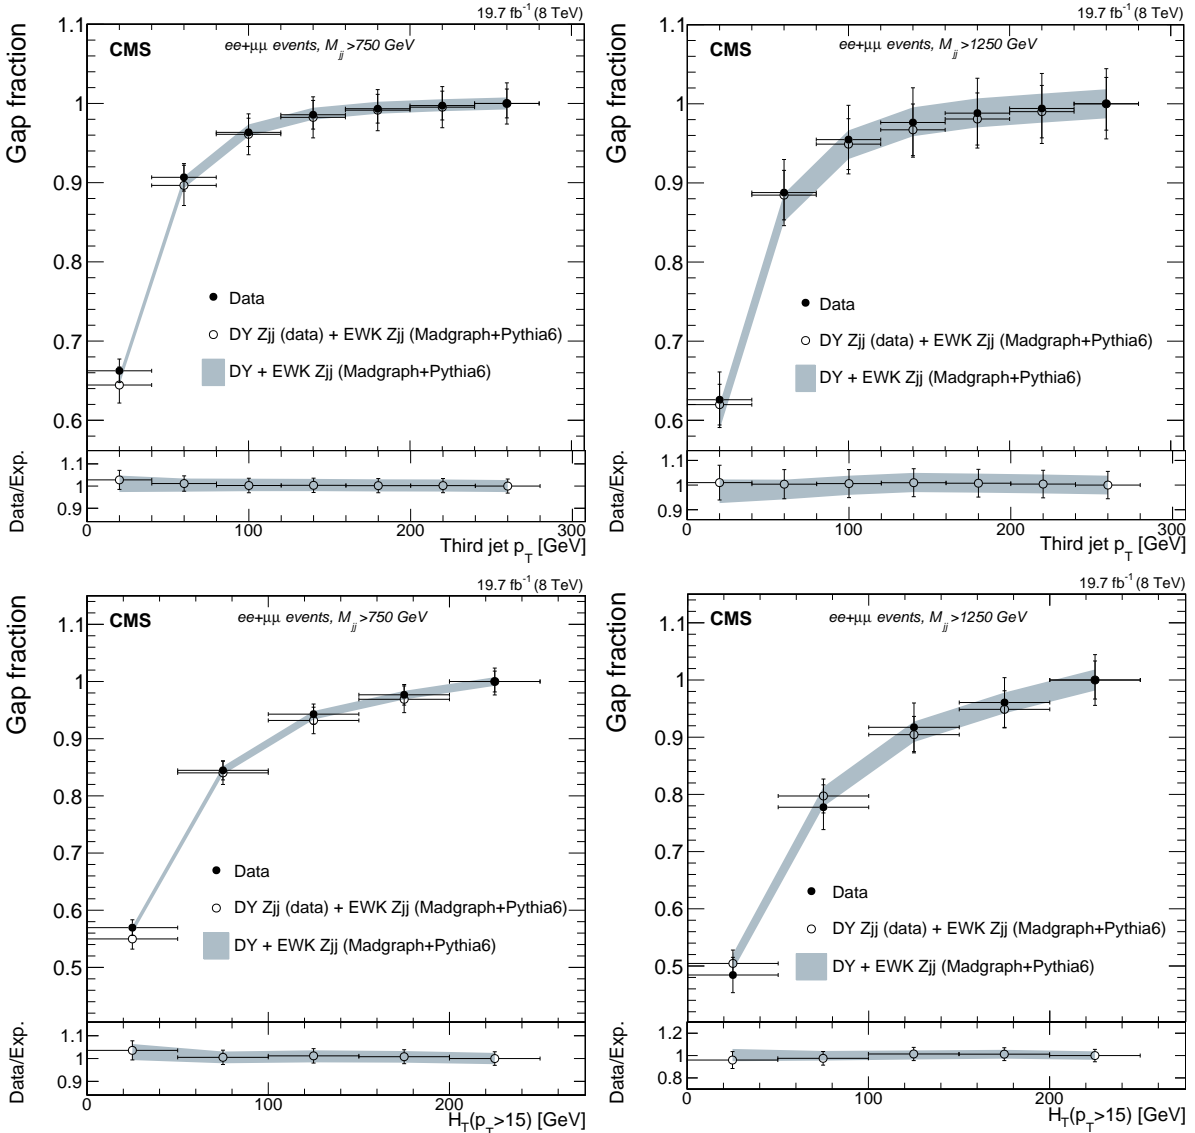 19.7 fb⁻¹ (8 TeV)
CMS
ee+μμ events, M_jj >750 GeV
Gap fraction
1.1
1
0.9
0.8
0.7
0.6
Data
DY Zjj (data) + EWK Zjj (Madgraph+Pythia6)
DY + EWK Zjj (Madgraph+Pythia6)
Data/Exp.
1.1
1
0.9
0 100 200 300
Third jet p_T [GeV]
19.7 fb⁻¹ (8 TeV)
CMS
ee+μμ events, M_jj >1250 GeV
Gap fraction
1.1
1
0.9
0.8
0.7
0.6
Data
DY Zjj (data) + EWK Zjj (Madgraph+Pythia6)
DY + EWK Zjj (Madgraph+Pythia6)
Data/Exp.
1.1
1
0.9
0 100 200 300
Third jet p_T [GeV]
19.7 fb⁻¹ (8 TeV)
CMS
ee+μμ events, M_jj >750 GeV
Gap fraction
1.1
1
0.9
0.8
0.7
0.6
0.5
Data
DY Zjj (data) + EWK Zjj (Madgraph+Pythia6)
DY + EWK Zjj (Madgraph+Pythia6)
Data/Exp.
1.1
1
0.9
0 100 200
H_T(p_T>15) [GeV]
19.7 fb⁻¹ (8 TeV)
CMS
ee+μμ events, M_jj >1250 GeV
Gap fraction
1.1
1
0.9
0.8
0.7
0.6
0.5
Data
DY Zjj (data) + EWK Zjj (Madgraph+Pythia6)
DY + EWK Zjj (Madgraph+Pythia6)
Data/Exp.
1.2
1
0.8
0 100 200
H_T(p_T>15) [GeV]